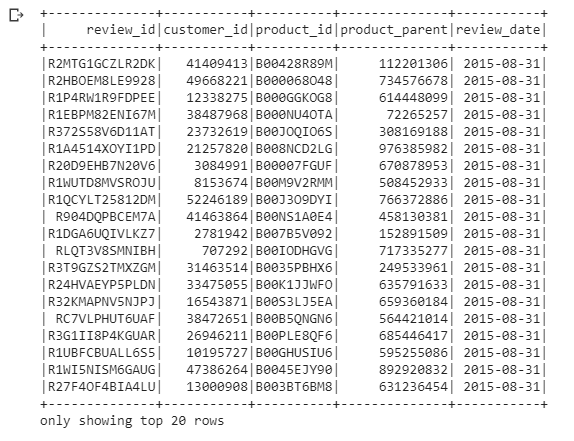 +--------------+-----------+----------+--------------+-----------+
|     review_id|customer_id|product_id|product_parent|review_date|
+--------------+-----------+----------+--------------+-----------+
|R2MTG1GCZLR2DK|   41409413|B00428R89M|     112201306| 2015-08-31|
|R2HBOEM8LE9928|   49668221|B000068O48|     734576678| 2015-08-31|
|R1P4RW1R9FDPEE|   12338275|B000GGKOG8|     614448099| 2015-08-31|
|R1EBPM82ENI67M|   38487968|B000NU4OTA|      72265257| 2015-08-31|
|R372S58V6D11AT|   23732619|B00JOQIO6S|     308169188| 2015-08-31|
|R1A4514XOYI1PD|   21257820|B008NCD2LG|     976385982| 2015-08-31|
|R20D9EHB7N20V6|    3084991|B00007FGUF|     670878953| 2015-08-31|
|R1WUTD8MVSROJU|    8153674|B00M9V2RMM|     508452933| 2015-08-31|
|R1QCYLT25812DM|   52246189|B00J3O9DYI|     766372886| 2015-08-31|
| R904DQPBCEM7A|   41463864|B00NS1A0E4|     458130381| 2015-08-31|
|R1DGA6UQIVLKZ7|    2781942|B007B5V092|     152891509| 2015-08-31|
| RLQT3V8SMNIBH|     707292|B00IODHGVG|     717335277| 2015-08-31|
|R3T9GZS2TMXZGM|   31463514|B0035PBHX6|     249533961| 2015-08-31|
|R24HVAEYP5PLDN|   33475055|B00K1JJWFO|     635791633| 2015-08-31|
|R32KMAPNV5NJPJ|   16543871|B00S3LJ5EA|     659360184| 2015-08-31|
| RC7VLPHUT6UAF|   38472651|B00B5QNGN6|     564421014| 2015-08-31|
|R3G1II8P4KGUAR|   26946211|B00PLE8QF6|     685446417| 2015-08-31|
|R1UBFCBUALL6S5|   10195727|B00GHUSIU6|     595255086| 2015-08-31|
|R1WI5NISM6GAUG|   47386264|B0045EJY90|     892920832| 2015-08-31|
|R27F4OF4BIA4LU|   13000908|B003BT6BM8|     631236454| 2015-08-31|
+--------------+-----------+----------+--------------+-----------+
only showing top 20 rows